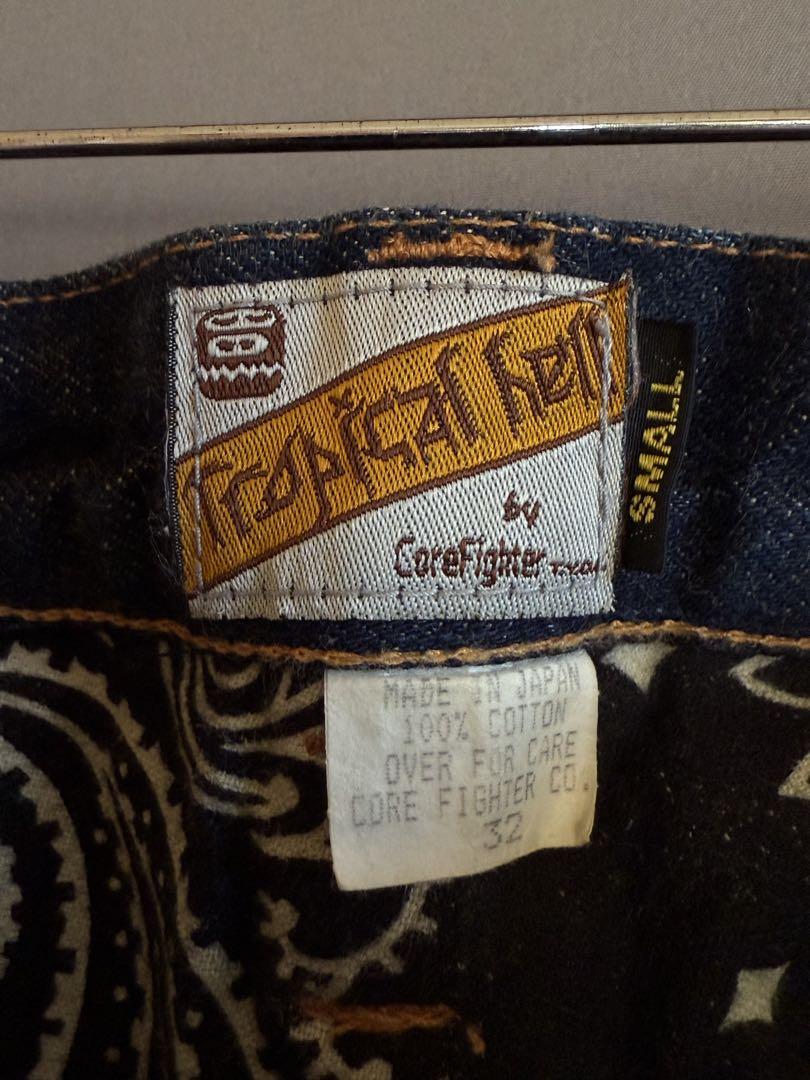 Tropical hell
by
CoreFighter T.Y.O.
SMALL
MADE IN JAPAN
100% COTTON
OVER FOR CARE
CORE FIGHTER CO.
32